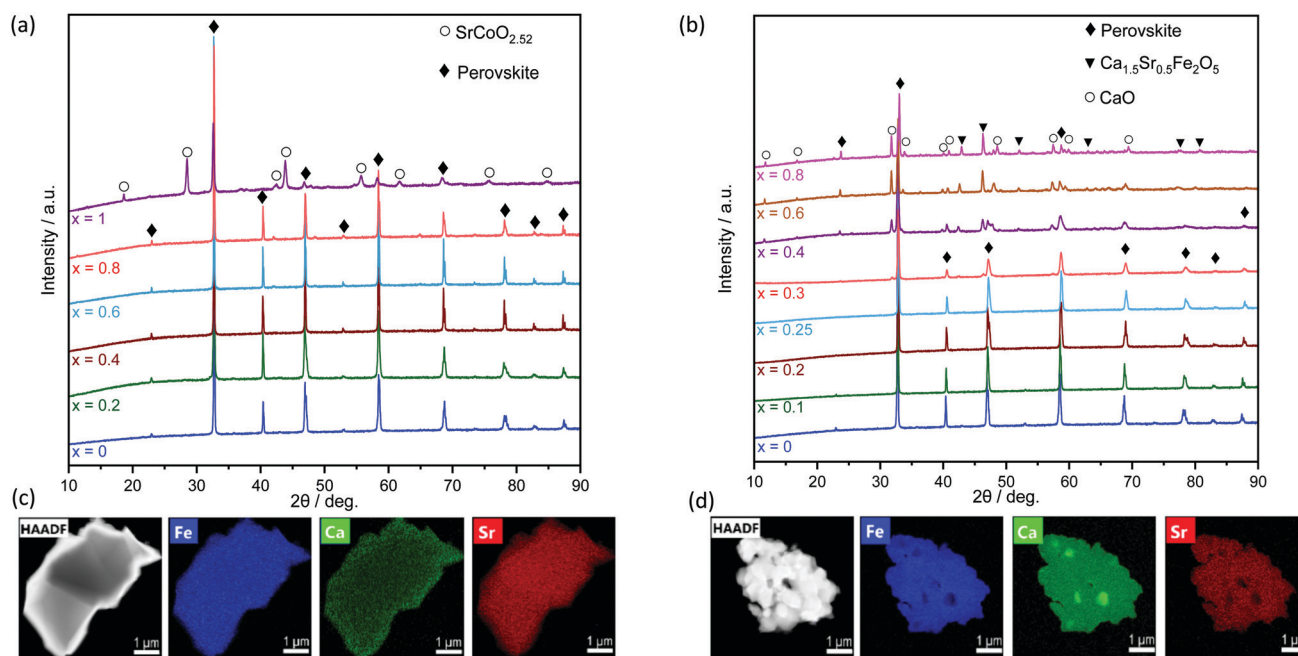 (a)
○ SrCoO₂.₅₂
◆ Perovskite
Intensity / a.u.
x = 1
x = 0.8
x = 0.6
x = 0.4
x = 0.2
x = 0
10 20 30 40 50 60 70 80 90
2θ / deg.
(b)
◆ Perovskite
▼ Ca₁.₅Sr₀.₅Fe₂O₅
○ CaO
Intensity / a.u.
x = 0.8
x = 0.6
x = 0.4
x = 0.3
x = 0.25
x = 0.2
x = 0.1
x = 0
10 20 30 40 50 60 70 80 90
2θ / deg.
(c)
HAADF
1 µm
Fe
1 µm
Ca
1 µm
Sr
1 µm
(d)
HAADF
1 µm
Fe
1 µm
Ca
1 µm
Sr
1 µm